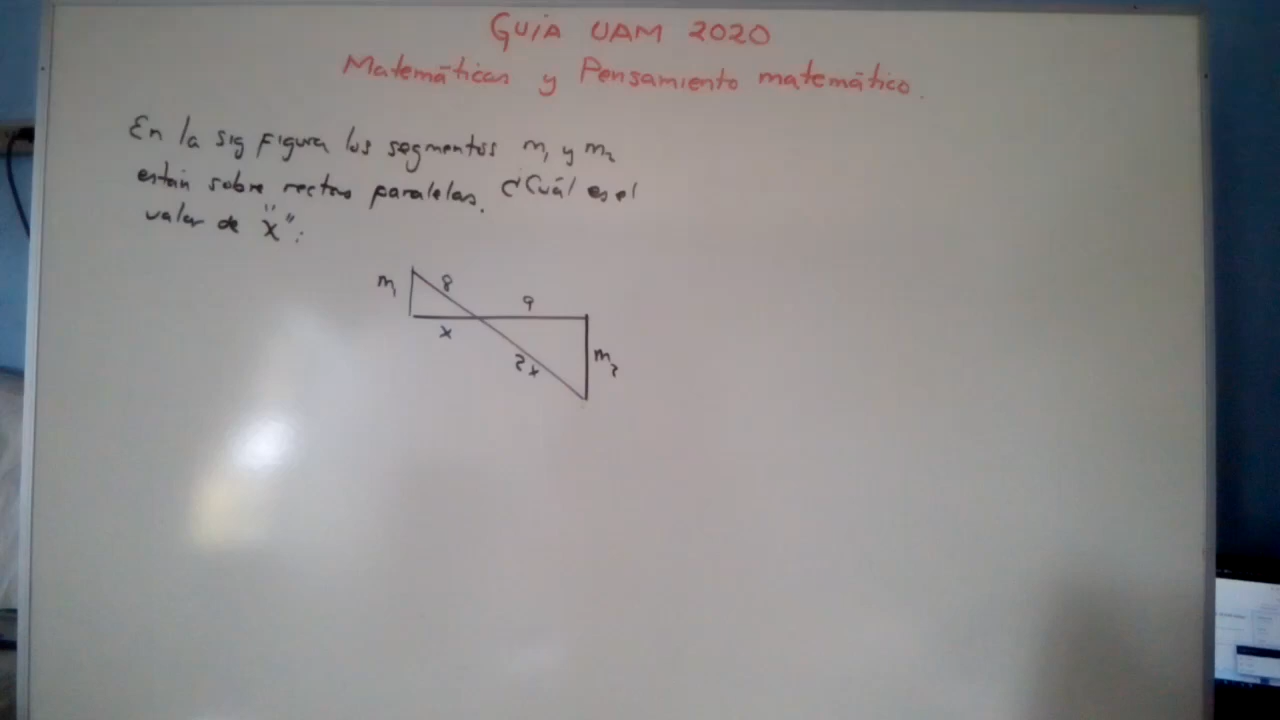 Guia UAM 2020
Matemáticas y Pensamiento matemático.
En la sig figura los segmentos m₁ y m₂
están sobre rectas paralelas. ¿Cuál es el
valor de "x":
m₁ 8 9
x
2x m₂